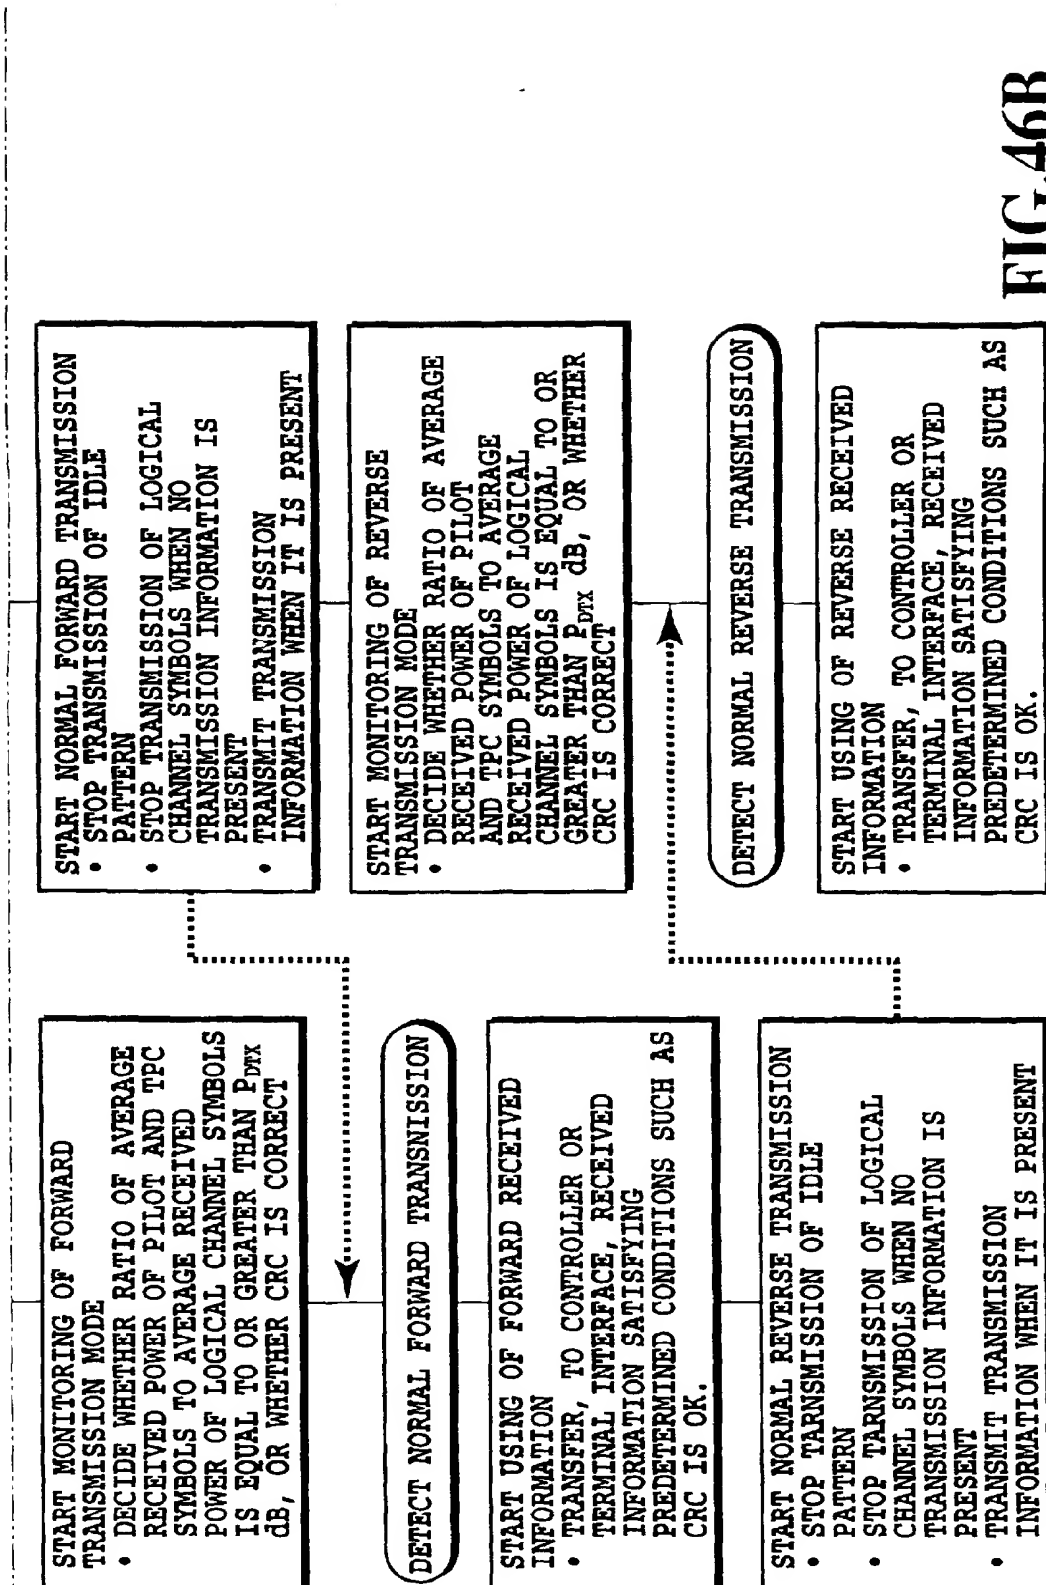 START MONITORING OF FORWARD
TRANSMISSION MODE
• DECIDE WHETHER RATIO OF AVERAGE
RECEIVED POWER OF PILOT AND TPC
SYMBOLS TO AVERAGE RECEIVED
POWER OF LOGICAL CHANNEL SYMBOLS
IS EQUAL TO OR GREATER THAN PDTX
dB, OR WHETHER CRC IS CORRECT
DETECT NORMAL FORWARD TRANSNISSION
START USING OF FORWARD RECEIVED
INFORMATION
• TRANSFER, TO CONTROLLER OR
TERMINAL INTERFACE, RECEIVED
INFORMATION SATISFYING
PREDETERMINED CONDITIONS SUCH AS
CRC IS OK.
START NORMAL REVERSE TRANSMISSION
• STOP TARNSMISSION OF IDLE
PATTERN
• STOP TARNSMISSION OF LOGICAL
CHANNEL SYMBOLS WHEN NO
TRANSMISSION INFORMATION IS
PRESENT
• TRANSMIT TRANSMISSION
INFORMATION WHEN IT IS PRESENT
START NORMAL FORWARD TRANSMISSION
• STOP TRANSMISSION OF IDLE
PATTERN
• STOP TRANSMISSION OF LOGICAL
CHANNEL SYMBOLS WHEN NO
TRANSMISSION INFORMATION IS
PRESENT
• TRANSMIT TRANSMISSION
INFORMATION WHEN IT IS PRESENT
START MONITORING OF REVERSE
TRANSMISSION MODE
• DECIDE WHETHER RATIO OF AVERAGE
RECEIVED POWER OF PILOT
AND TPC SYMBOLS TO AVERAGE
RECEIVED POWER OF LOGICAL
CHANNEL SYMBOLS IS EQUAL TO OR
GREATER THAN PDTX dB, OR WHETHER
CRC IS CORRECT
DETECT NORMAL REVERSE TRANSMISSION
START USING OF REVERSE RECEIVED
INFORMATION
• TRANSFER, TO CONTROLLER OR
TERMINAL INTERFACE, RECEIVED
INFORMATION SATISFYING
PREDETERMINED CONDITIONS SUCH AS
CRC IS OK.
FIG.46B